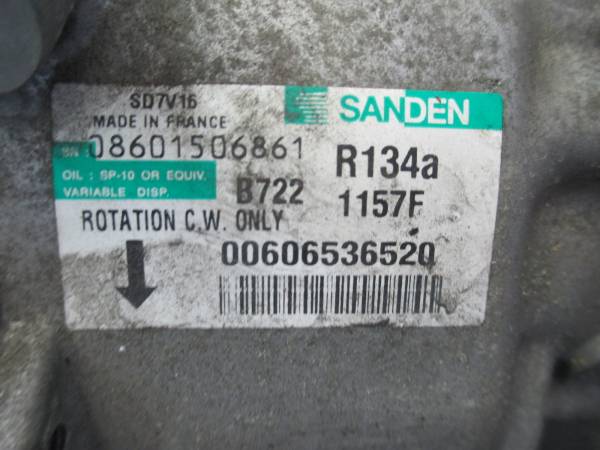 SD7V16
MADE IN FRANCE
SANDEN
SN 08601506861
R134a
OIL : SP-10 OR EQUIV.
VARIABLE DISP.
B722
1157F
ROTATION C.W. ONLY
00606536520